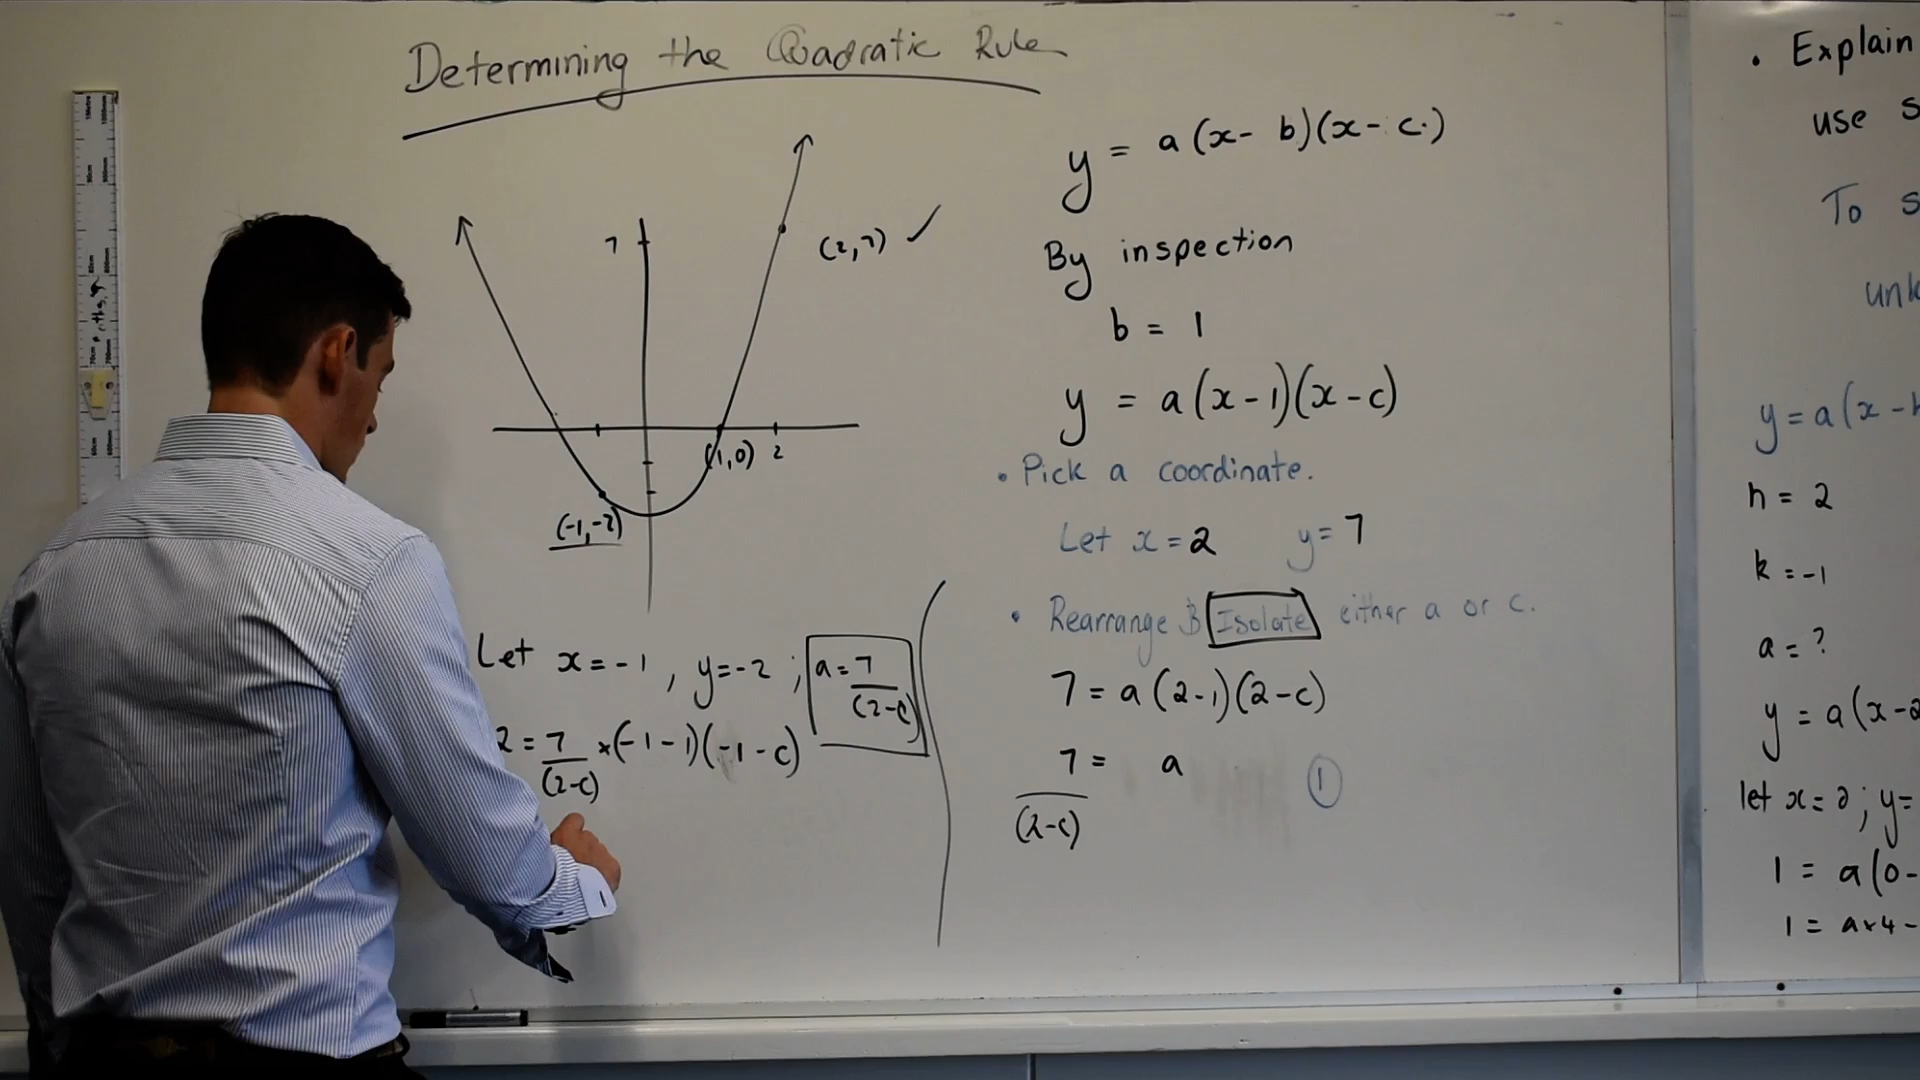 Determining the Quadratic Rule
7
(2,7) ✓
(1,0) 2
(-1,-2)
Let x=-1, y=-2; a=7/(2-c)
2=7/(2-c) ×(-1-1)(-1-c)
y = a(x- b)(x- c.)
By inspection
b = 1
y = a(x-1)(x-c)
• Pick a coordinate.
Let x=2 y=7
• Rearrange & Isolate either a or c.
7 = a(2-1)(2-c)
7/(2-c) = a ①
• Explain
use s
To s
y=a(x-h
h = 2
k =-1
a = ?
y = a(x-2
let x=0; y=
1 = a(0-
1 = a×4-